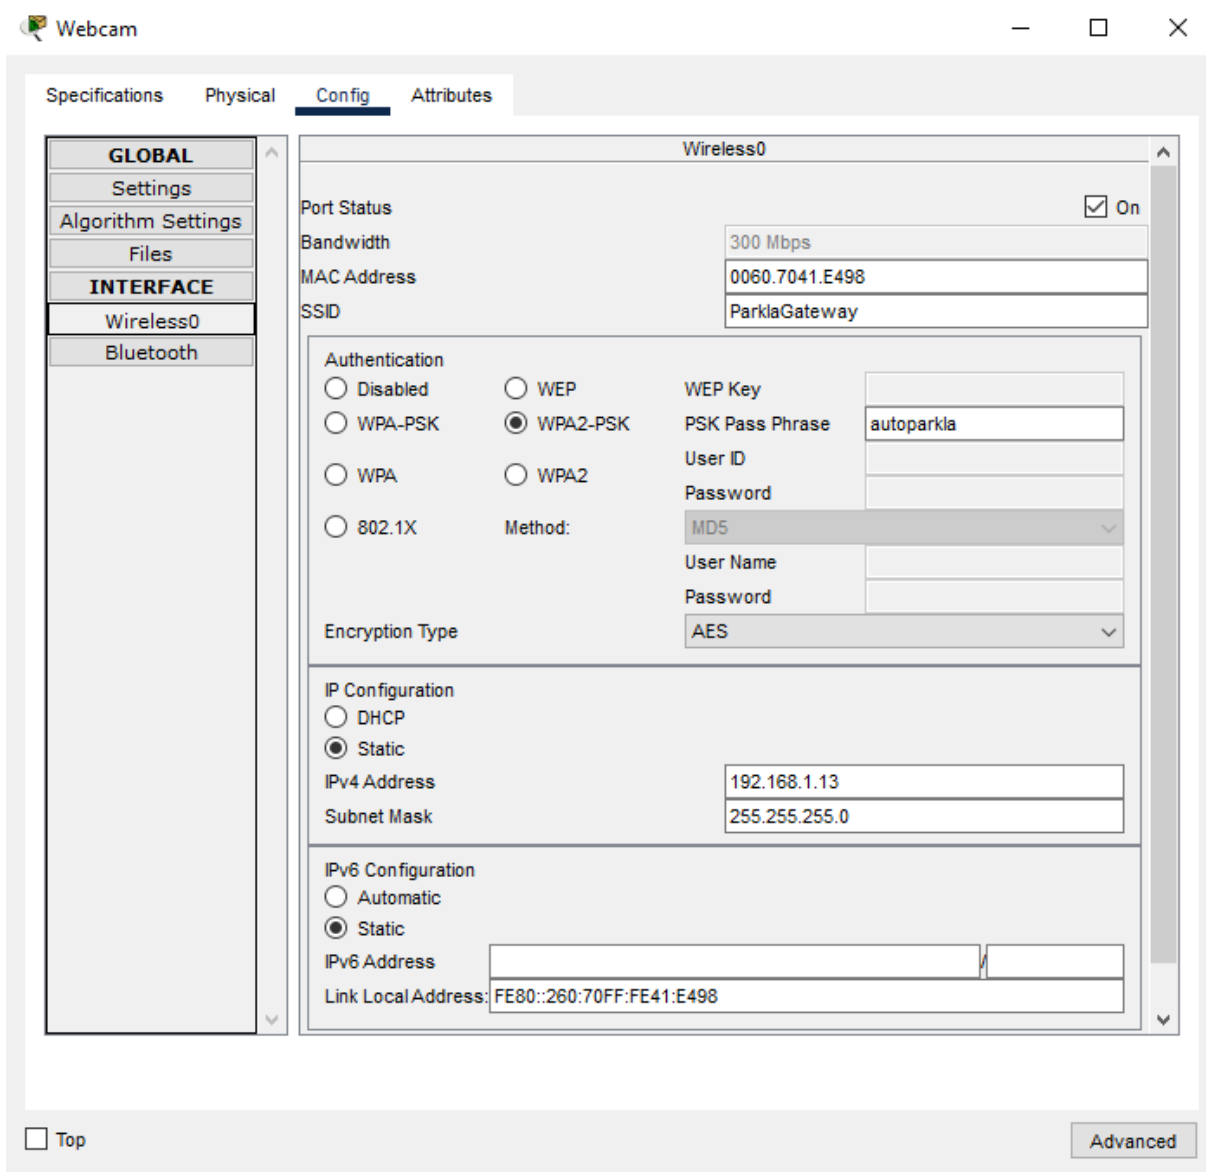 Webcam
Specifications Physical Config Attributes
GLOBAL
Settings
Algorithm Settings
Files
INTERFACE
Wireless0
Bluetooth
Wireless0
Port Status On
Bandwidth 300 Mbps
MAC Address 0060.7041.E498
SSID ParklaGateway
Authentication
Disabled WEP WEP Key
WPA-PSK WPA2-PSK PSK Pass Phrase autoparkla
User ID
WPA WPA2
Password
802.1X Method: MD5
User Name
Password
Encryption Type AES
IP Configuration
DHCP
Static
IPv4 Address 192.168.1.13
Subnet Mask 255.255.255.0
IPv6 Configuration
Automatic
Static
IPv6 Address /
Link Local Address: FE80::260:70FF:FE41:E498
Top Advanced